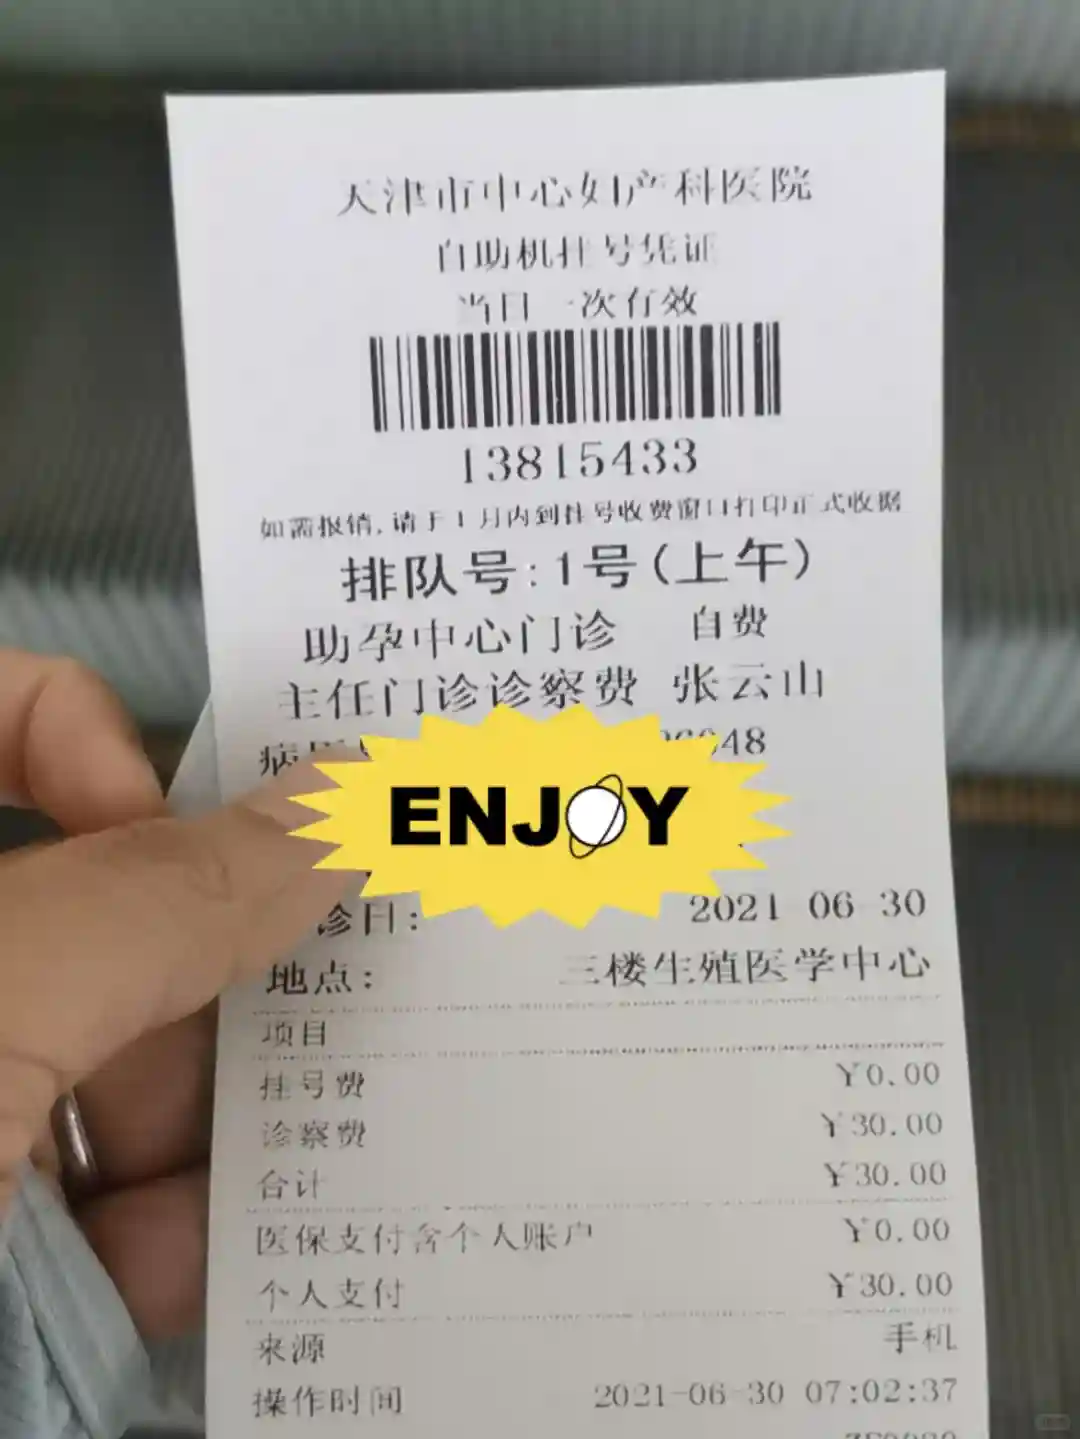 天津市中心妇产科医院
自助机挂号凭证
当日一次有效
13815433
如需报销,请于1月内到挂号收费窗口打印正式收据
排队号:1号(上午)
助孕中心门诊 自费
主任门诊诊察费 张云山
48
ENJOY
诊日: 2021-06-30
地点: 三楼生殖医学中心
项目
挂号费 ¥0.00
诊察费 ¥30.00
合计 ¥30.00
医保支付含个人账户 ¥0.00
个人支付 ¥30.00
来源 手机
操作时间 2021-06-30 07:02:37